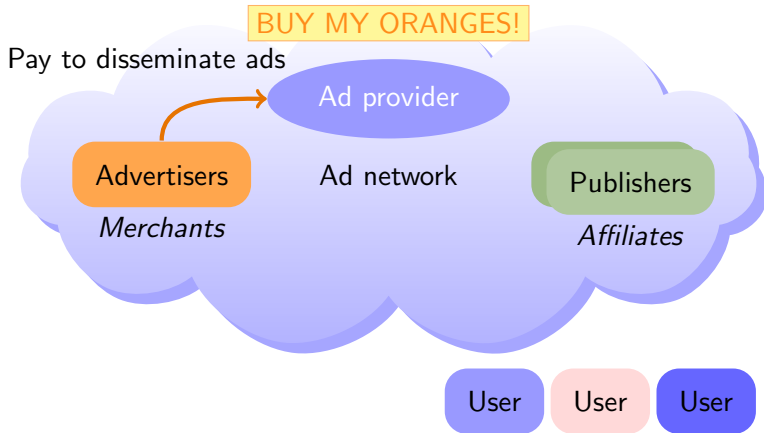 BUY MY ORANGES!
Pay to disseminate ads
Ad provider
Advertisers
Ad network
Publishers
Merchants
Affiliates
User
User
User